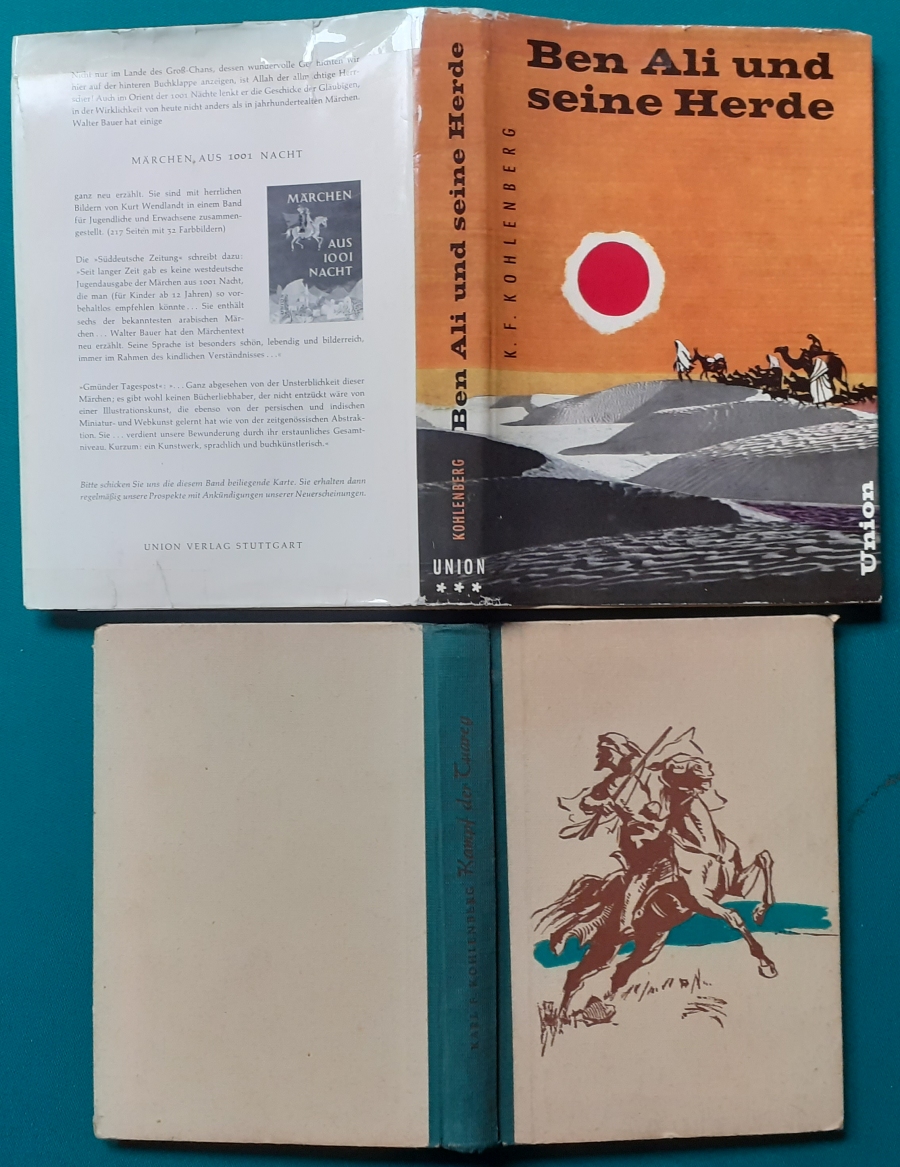 Nicht nur im Lande des Groß-Chans, dessen wundervolle wir
hier auf der hinteren Buchklappe anzeigen, ist Allah der
Auch im Orient der 1001 Nächte lenkt er die Geschicke der Gläubigen,
in der Wirklichkeit von heute nicht anders als in jahrhundertealten Märchen.
Walter Bauer hat einige
MÄRCHEN AUS 1001 NACHT
ganz neu erzählt. Sie sind mit herrlichen
Bildern von Kurt Wendlandt in einem Band
für Jugendliche und Erwachsene zusammen-
gestellt. (217 Seiten mit 32 Farbbildern)
MÄRCHEN
AUS
1001
NACHT
Die »Süddeutsche Zeitung« schreibt dazu:
»Seit langer Zeit gab es keine westdeutsche
Jugendausgabe der Märchen aus 1001 Nacht,
die man (für Kinder ab 12 Jahren) so vor-
behaltlos empfehlen könnte ... Sie enthält
sechs der bekanntesten arabischen Mär-
chen ... Walter Bauer hat den Märchentext
neu erzählt. Seine Sprache ist besonders schön, lebendig und bilderreich,
immer im Rahmen des kindlichen Verständnisses ...«
»Gmünder Tagespost«: »... Ganz abgesehen von der Unsterblichkeit dieser
Märchen; es gibt wohl keinen Bücherliebhaber, der nicht entzückt wäre von
einer Illustrationskunst, die ebenso von der persischen und indischen
Miniatur- und Webkunst gelernt hat wie von der zeitgenössischen Abstrak-
tion. Sie ... verdient unsere Bewunderung durch ihr erstaunliches Gesamt-
niveau. Kurzum: ein Kunstwerk, sprachlich und buchkünstlerisch.«
Bitte schicken Sie uns die diesem Band beiliegende Karte. Sie erhalten dann
regelmäßig unsere Prospekte mit Ankündigungen unserer Neuerscheinungen.
UNION VERLAG STUTTGART
KOHLENBERG Ben Ali und seine Herde
UNION
***
Ben Ali und
seine Herde
K. F. KOHLENBERG
Union
KARL F. KOHLENBERG Kampf der Tuareg